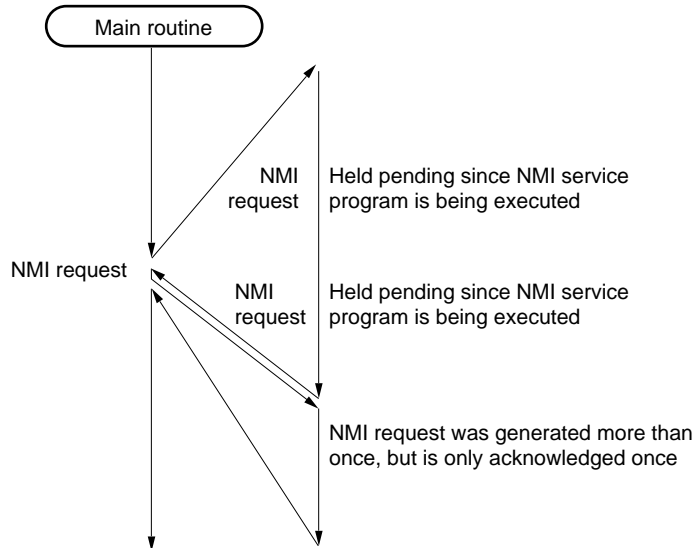 Main routine
NMI
request
Held pending since NMI service
program is being executed
NMI request
NMI
request
Held pending since NMI service
program is being executed
NMI request was generated more than
once, but is only acknowledged once